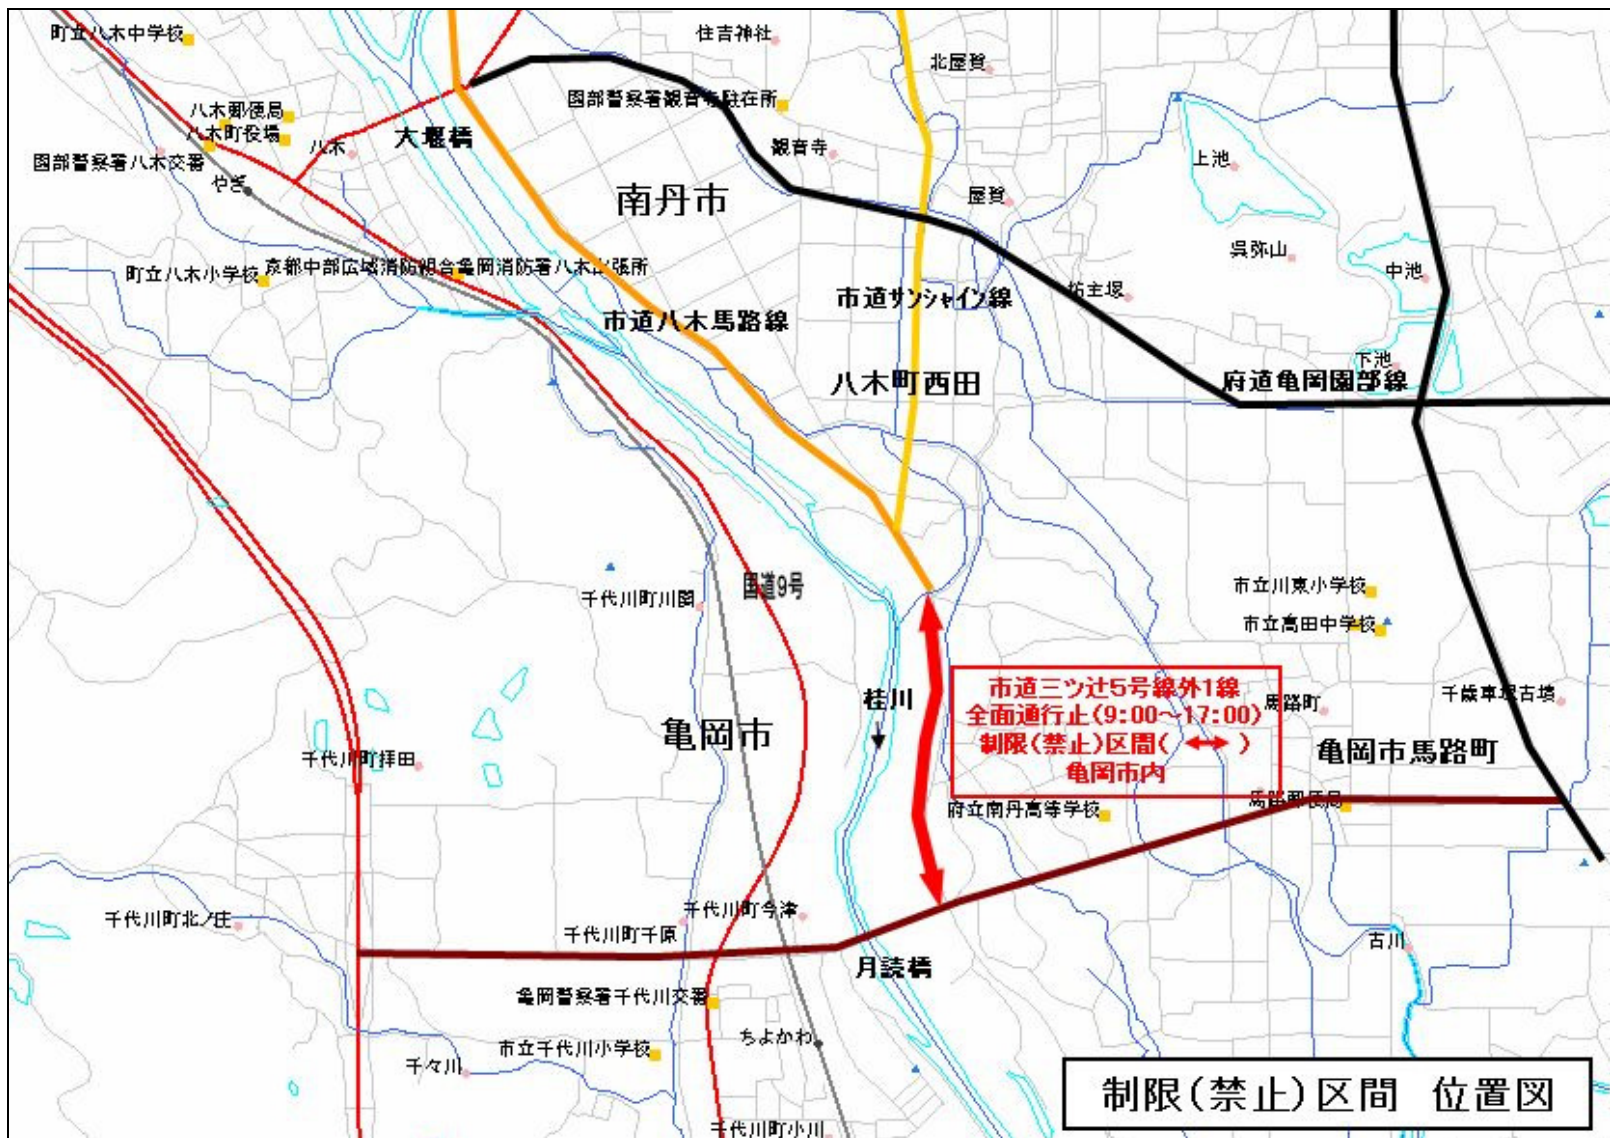 町立八木中学校
住吉神社
北屋賀
八木郵便局
園部警察署観音寺駐在所
八木町役場
大堰橋
八木
園部警察署八木交番
観音寺
上池
やぎ
南丹市
屋賀
呉弥山
町立八木小学校
京都中部広域消防組合亀岡消防署八木出張所
中池
坊主塚
市道サンシャイン線
市道八木馬路線
下池
八木町西田
府道亀岡園部線
国道9号
千代川町川関
市立川東小学校
市立高田中学校
市道三ツ辻5号線外1線
全面通行止(9:00～17:00)
制限(禁止)区間( ↔ )
亀岡市内
桂川
馬路町
千歳車塚古墳
亀岡市
亀岡市馬路町
千代川町拝田
馬路郵便局
府立南丹高等学校
千代川町北ノ庄
千代川町今津
千代川町千原
古川
月読橋
亀岡警察署千代川交番
ちよかわ
市立千代川小学校
千々川
制限(禁止)区間 位置図
千代川町小川